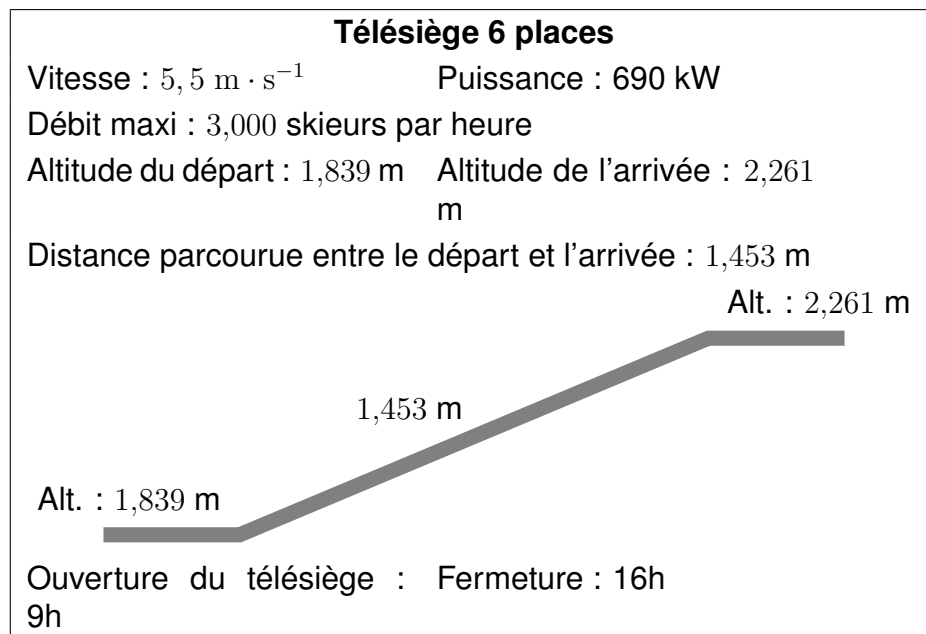 Télésiège 6 places
Vitesse : 5, 5 m · s⁻¹ Puissance : 690 kW
Débit maxi : 3,000 skieurs par heure
Altitude du départ : 1,839 m Altitude de l'arrivée : 2,261
m
Distance parcourue entre le départ et l'arrivée : 1,453 m
Alt. : 2,261 m
1,453 m
Alt. : 1,839 m
Ouverture du télésiège : Fermeture : 16h
9h